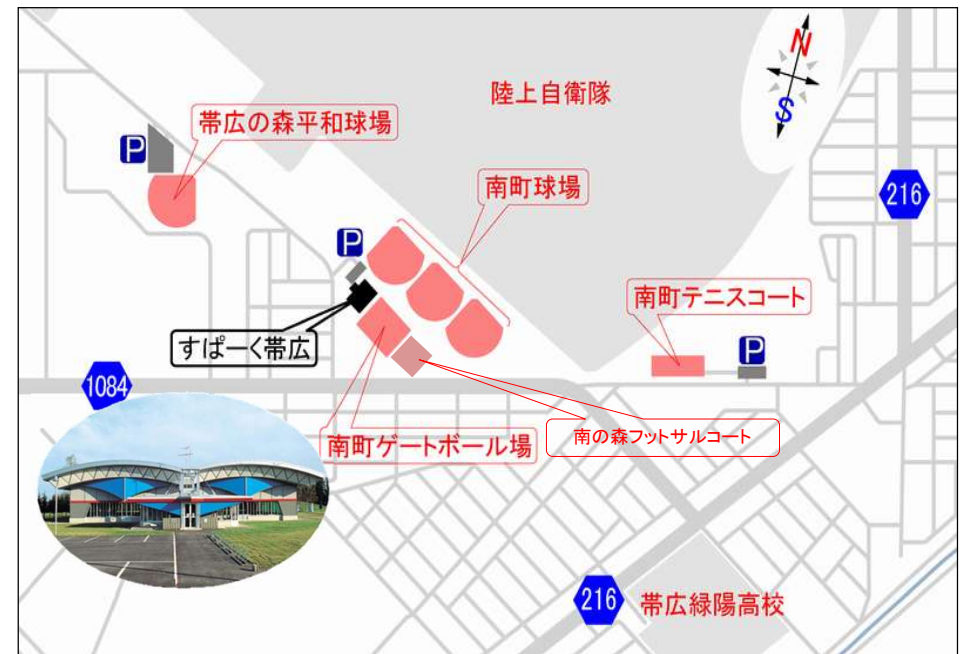 N
S
陸上自衛隊
帯広の森平和球場
P
南町球場
216
P
南町テニスコート
すぱーく帯広
P
1084
南町ゲートボール場
南の森フットサルコート
216
帯広緑陽高校